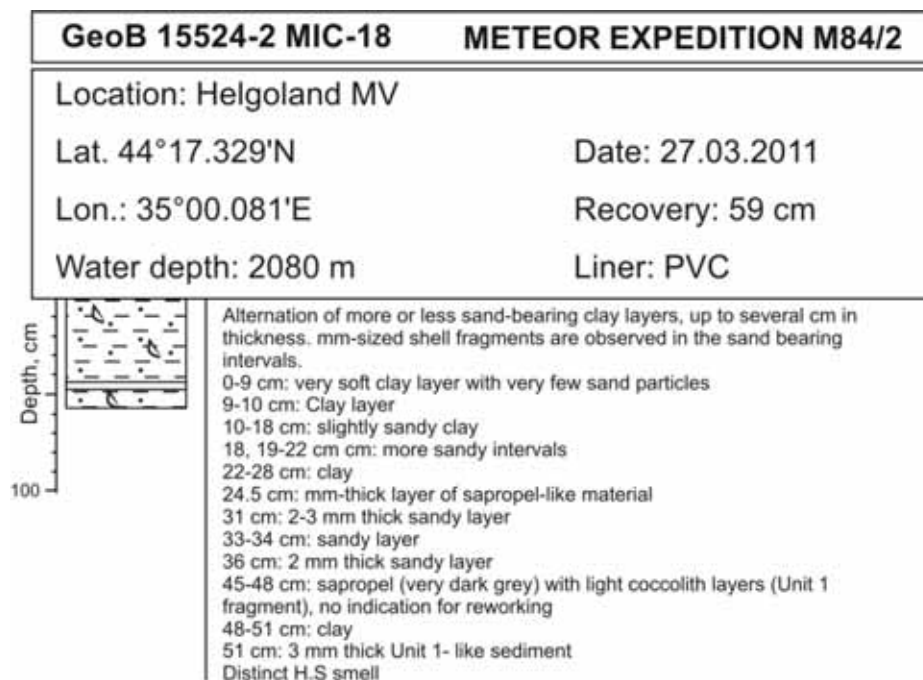 GeoB 15524-2 MIC-18 METEOR EXPEDITION M84/2
Location: Helgoland MV
Lat. 44°17.329'N Date: 27.03.2011
Lon.: 35°00.081'E Recovery: 59 cm
Water depth: 2080 m Liner: PVC
Depth, cm
100
Alternation of more or less sand-bearing clay layers, up to several cm in
thickness. mm-sized shell fragments are observed in the sand bearing
intervals.
0-9 cm: very soft clay layer with very few sand particles
9-10 cm: Clay layer
10-18 cm: slightly sandy clay
18, 19-22 cm cm: more sandy intervals
22-28 cm: clay
24.5 cm: mm-thick layer of sapropel-like material
31 cm: 2-3 mm thick sandy layer
33-34 cm: sandy layer
36 cm: 2 mm thick sandy layer
45-48 cm: sapropel (very dark grey) with light coccolith layers (Unit 1
fragment), no indication for reworking
48-51 cm: clay
51 cm: 3 mm thick Unit 1- like sediment
Distinct H.S smell